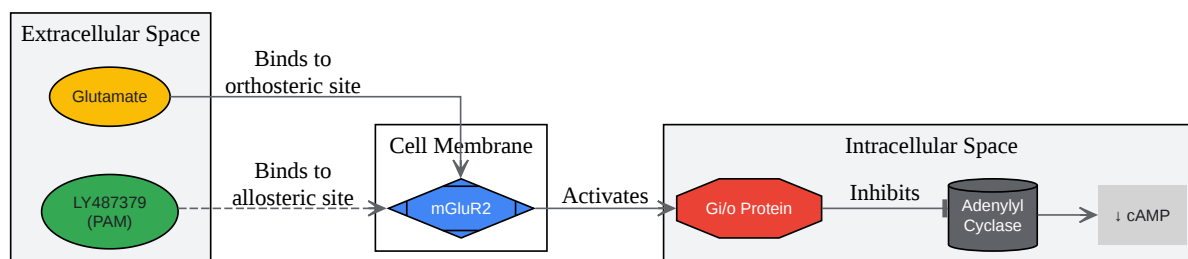 Extracellular Space
Glutamate
LY487379
(PAM)
Binds to
orthosteric site
Binds to
allosteric site
Cell Membrane
mGluR2
Activates
Intracellular Space
Gi/o Protein
Inhibits
Adenylyl
Cyclase
↓ cAMP